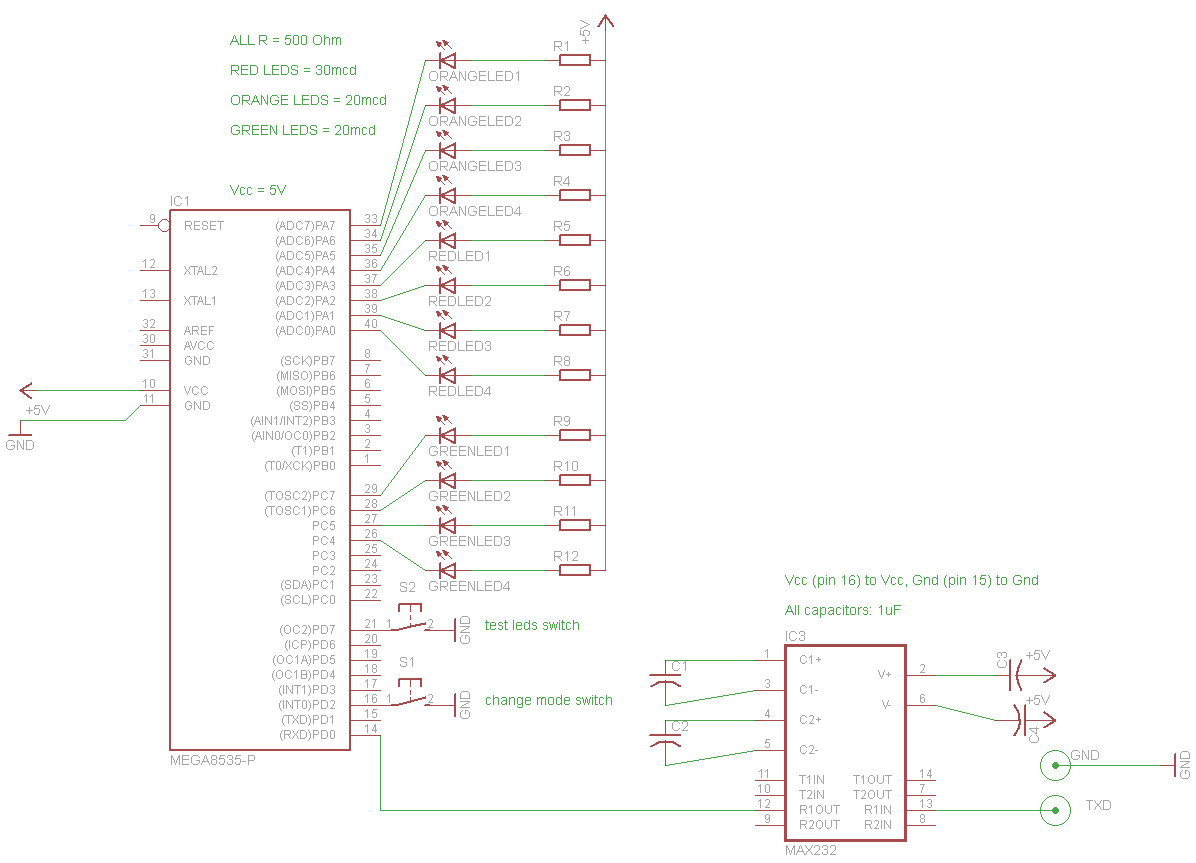 ALL R = 500 Ohm
RED LEDS = 30mcd
ORANGE LEDS = 20mcd
GREEN LEDS = 20mcd
Vcc = 5V
+5V
R1
ORANGELED1
R2
ORANGELED2
R3
ORANGELED3
R4
ORANGELED4
R5
REDLED1
R6
REDLED2
R7
REDLED3
R8
REDLED4
R9
GREENLED1
R10
GREENLED2
R11
GREENLED3
R12
GREENLED4
IC1
9 RESET
12 XTAL2
13 XTAL1
32 AREF
30 AVCC
31 GND
10 VCC
11 GND
+5V
GND
(ADC7)PA7 33
(ADC6)PA6 34
(ADC5)PA5 35
(ADC4)PA4 36
(ADC3)PA3 37
(ADC2)PA2 38
(ADC1)PA1 39
(ADC0)PA0 40
(SCK)PB7 8
(MISO)PB6 7
(MOSI)PB5 6
(SS)PB4 5
(AIN1/INT2)PB3 4
(AIN0/OC0)PB2 3
(T1)PB1 2
(T0/XCK)PB0 1
(TOSC2)PC7 29
(TOSC1)PC6 28
PC5 27
PC4 26
PC3 25
PC2 24
(SDA)PC1 23
(SCL)PC0 22
(OC2)PD7 21
(ICP)PD6 20
(OC1A)PD5 19
(OC1B)PD4 18
(INT1)PD3 17
(INT0)PD2 16
(TXD)PD1 15
(RXD)PD0 14
MEGA8535-P
S2
1 2 GND
test leds switch
S1
1 2 GND
change mode switch
Vcc (pin 16) to Vcc, Gnd (pin 15) to Gnd
All capacitors: 1uF
IC3
C1
C2
1 C1+
3 C1-
4 C2+
5 C2-
11 T1IN
10 T2IN
12 R1OUT
9 R2OUT
V+ 2
V- 6
T1OUT 14
T2OUT 7
R1IN 13
R2IN 8
MAX232
C3
+5V
+5V
C4
GND
GND
TXD